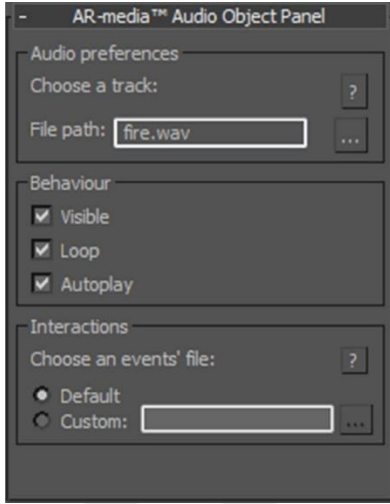 - AR-media™ Audio Object Panel
Audio preferences
Choose a track: ?
File path: fire.wav ...
Behaviour
Visible
Loop
Autoplay
Interactions
Choose an events' file: ?
Default
Custom: ...